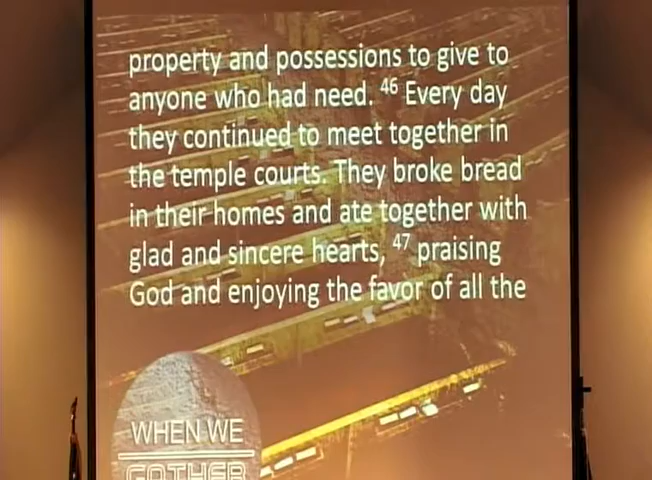 property and possessions to give to
anyone who had need. 46 Every day
they continued to meet together in
the temple courts. They broke bread
in their homes and ate together with
glad and sincere hearts, 47 praising
God and enjoying the favor of all the
WHEN WE
GATHER